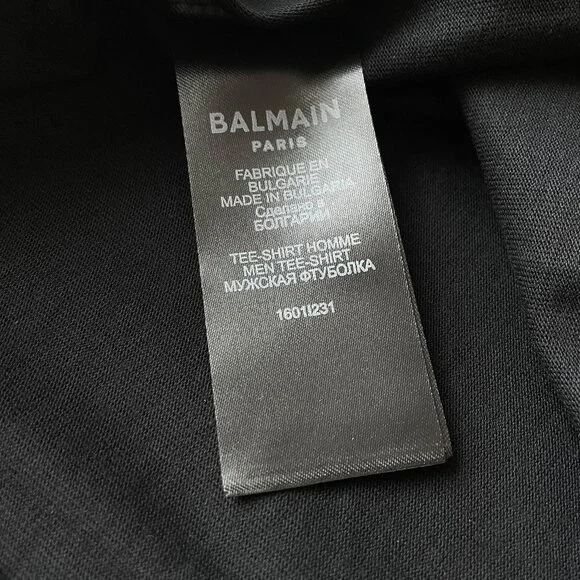 BALMAIN
PARIS
FABRIQUE EN
BULGARIE
MADE IN BULGARIA
Сделано в
БОЛГАРИИ
TEE-SHIRT HOMME
MEN TEE-SHIRT
МУЖСКАЯ ФТУБОЛКА
1601I231